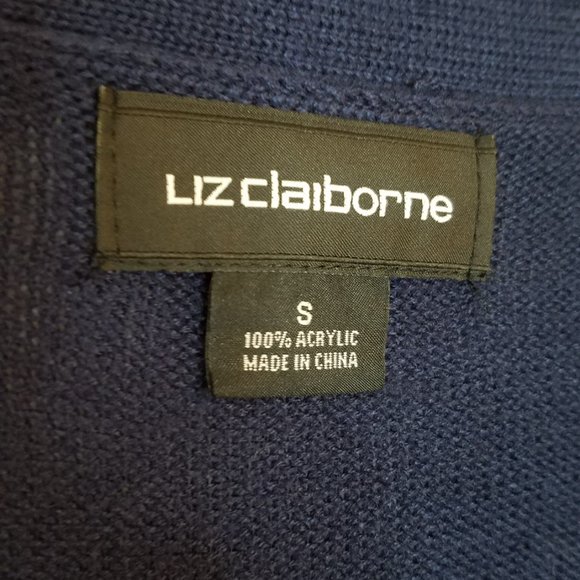 Liz claiborne
S
100% ACRYLIC
MADE IN CHINA